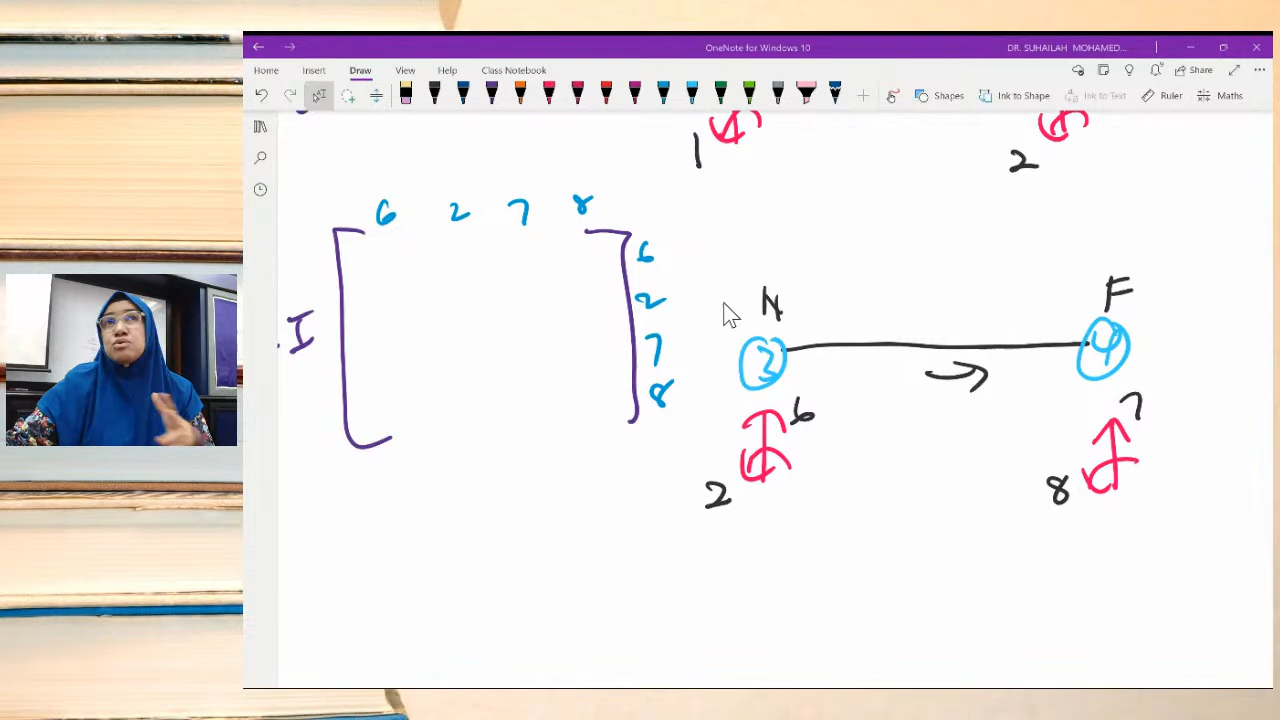 OneNote for Windows 10
DR. SUHAILAH MOHAMED...
Home Insert Draw View Help Class Notebook
Share
Shapes Ink to Shape Ink to Text Ruler Maths
1 2
6 2 7 8
6
2
7
8
I
N F
3 4
6 7
2 8